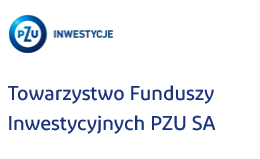 PZU INWESTYCJE
Towarzystwo Funduszy
Inwestycyjnych PZU SA